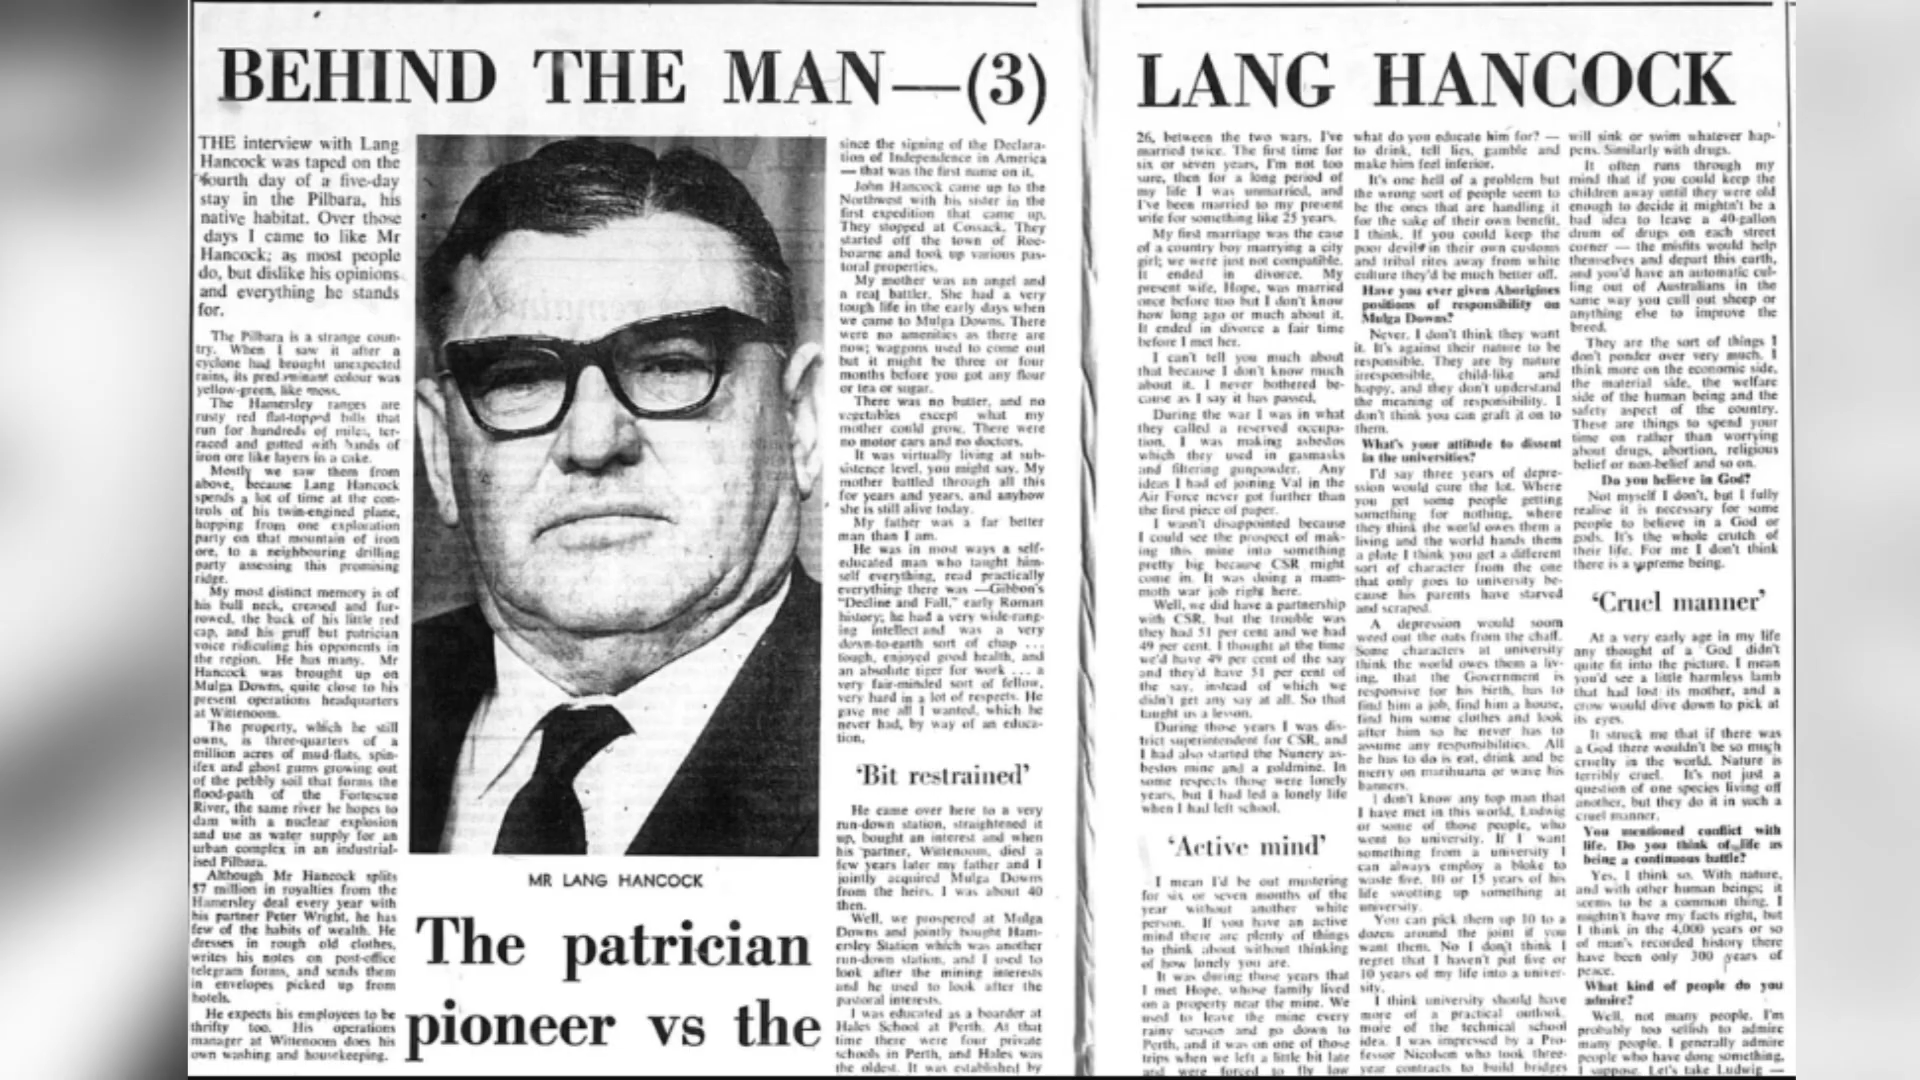 BEHIND THE MAN—(3)
LANG HANCOCK
THE interview with Lang
Hancock was taped on the
fourth day of a five-day
stay in the Pilbara, his
native habitat. Over those
days I came to like Mr
Hancock; as most people
do, but dislike his opinions
and everything he stands
for.
The Pilbara is a strange coun-
try. When I saw it after a
cyclone had brought unexpected
rains, its predominant colour was
yellow-green, like moss.
The Hamersley ranges are
rusty red flat-topped hills that
run for hundreds of miles, ter-
raced and gutted with bands of
iron ore like layers in a cake.
Mostly we saw them from
above, because Lang Hancock
spends a lot of time at the con-
trols of his twin-engined plane,
hopping from one exploration
party on that mountain of iron
ore, to a neighbouring drilling
party assessing this promising
ridge.
My most distinct memory is of
his bull neck, creased and fur-
rowed, the back of his little red
cap, and his gruff but patrician
voice ridiculing his opponents in
the region. He has many. Mr
Hancock was brought up on
Mulga Downs, quite close to his
present operations headquarters
at Wittenoom.
The property, which he still
owns, is three-quarters of a
million acres of mud-flats, spin-
ifex and ghost gums growing out
of the pebbly soil that forms the
flood-path of the Fortescue
River, the same river he hopes to
dam with a nuclear explosion
and use as water supply for an
urban complex in an industrial-
ised Pilbara.
Although Mr Hancock splits
$7 million in royalties from the
Hamersley deal every year with
his partner Peter Wright, he has
few of the habits of wealth. He
dresses in rough old clothes,
writes his notes on post-office
telegram forms, and sends them
in envelopes picked up from
hotels.
He expects his employees to be
thrifty too. His operations
manager at Wittenoom does his
own washing and housekeeping.
MR LANG HANCOCK
The patrician
pioneer vs the
since the signing of the Declara-
tion of Independence in America
— that was the first name on it.
John Hancock came up to the
Northwest with his sister in the
first expedition that came up.
They stopped at Cossack. They
started off the town of Roe-
bourne and took up various pas-
toral properties.
My mother was an angel and
a real battler. She had a very
tough life in the early days when
we came to Mulga Downs. There
were no amenities as there are
now; waggons used to come out
but it might be three or four
months before you got any flour
or tea or sugar.
There was no butter, and no
vegetables except what my
mother could grow. There were
no motor cars and no doctors.
It was virtually living at sub-
sistence level, you might say. My
mother battled through all this
for years and years, and anyhow
she is still alive today.
My father was a far better
man than I am.
He was in most ways a self-
educated man who taught him-
self everything, read practically
everything there was —Gibbon's
"Decline and Fall," early Roman
history; he had a very wide-rang-
ing intellect and was a very
down-to-earth sort of chap ...
tough, enjoyed good health, and
an absolute tiger for work ... a
very fair-minded sort of fellow,
very hard in a lot of respects. He
gave me all I wanted, which he
never had, by way of an educa-
tion.
'Bit restrained'
He came over here to a very
run-down station, straightened it
up, bought an interest and when
his partner, Wittenoom, died a
few years later my father and I
jointly acquired Mulga Downs
from the heirs. I was about 40
then.
Well, we prospered at Mulga
Downs and jointly bought Ham-
ersley Station which was another
run-down station, and I used to
look after the mining interests
and he used to look after the
pastoral interests.
I was educated as a boarder at
Hales School at Perth. At that
time there were four private
schools in Perth, and Hales was
the oldest. It was established by
26, between the two wars. I've
married twice. The first time for
six or seven years, I'm not too
sure, then for a long period of
my life I was unmarried, and
I've been married to my present
wife for something like 25 years.
My first marriage was the case
of a country boy marrying a city
girl; we were just not compatible.
It ended in divorce. My
present wife, Hope, was married
once before too but I don't know
how long ago or much about it.
It ended in divorce a fair time
before I met her.
I can't tell you much about
that because I don't know much
about it. I never bothered be-
cause as I say it has passed.
During the war I was in what
they called a reserved occupa-
tion. I was making asbestos
which they used in gasmasks
and filtering gunpowder. Any
ideas I had of joining Val in the
Air Force never got further than
the first piece of paper.
I wasn't disappointed because
I could see the prospect of mak-
ing this mine into something
pretty big because CSR might
come in. It was doing a mam-
moth war job right here.
Well, we did have a partnership
with CSR, but the trouble was
they had 51 per cent and we had
49 per cent. I thought at the time
we'd have 49 per cent of the say
and they'd have 51 per cent of
the say, instead of which we
didn't get any say at all. So that
taught us a lesson.
During those years I was dis-
trict superintendent for CSR, and
I had also started the Nunery as-
bestos mine and a goldmine. In
some respects those were lonely
years, but I had led a lonely life
when I had left school.
'Active mind'
I mean I'd be out mustering
for six or seven months of the
year without another white
person. If you have an active
mind there are plenty of things
to think about without thinking
of how lonely you are.
It was during those years that
I met Hope, whose family lived
on a property near the mine. We
used to leave the mine every
rainy season and go down to
Perth, and it was on one of those
trips when we left a little bit late
and were forced to fly low
what do you educate him for? —
to drink, tell lies, gamble and
make him feel inferior.
It's one hell of a problem but
the wrong sort of people seem to
be the ones that are handling it
for the sake of their own benefit,
I think. If you could keep the
poor devils in their own customs
and tribal rites away from white
culture they'd be much better off.
Have you ever given Aborigines
positions of responsibility on
Mulga Downs?
Never. I don't think they want
it. It's against their nature to be
responsible. They are by nature
irresponsible, child-like and
happy, and they don't understand
the meaning of responsibility. I
don't think you can graft it on to
them.
What's your attitude to dissent
in the universities?
I'd say three years of depre-
ssion would cure the lot. Where
you get some people getting
something for nothing, where
they think the world owes them a
living and the world hands them
a plate I think you get a different
sort of character from the one
that only goes to university be-
cause his parents have starved
and scraped.
A depression would soon
weed out the oats from the chaff.
Some characters at university
think the world owes them a liv-
ing, that the Government is
responsive for his birth, has to
find him a job, find him a house,
find him some clothes and look
after him so he never has to
assume any responsibilities. All
he has to do is eat, drink and be
merry on marihuana or wave his
banners.
I don't know any top man that
I have met in this world, Ludwig
or some of those people, who
went to university. If I want
something from a university I
can always employ a bloke to
waste five, 10 or 15 years of his
life swotting up something at
university.
You can pick them up 10 to a
dozen around the joint if you
want them. No I don't think I
regret that I haven't put five or
10 years of my life into a univer-
sity.
I think university should have
more of a practical outlook,
more of the technical school
idea. I was impressed by a Pro-
fessor Nicolson who took three-
year contracts to build bridges
will sink or swim whatever hap-
pens. Similarly with drugs.
It often runs through my
mind that if you could keep the
children away until they were old
enough to decide it mightn't be a
bad idea to leave a 40-gallon
drum of drugs on each street
corner — the misfits would help
themselves and depart this earth,
and you'd have an automatic cul-
ling out of Australians in the
same way you cull out sheep or
anything else to improve the
breed.
They are the sort of things I
don't ponder over very much. I
think more on the economic side,
the material side, the welfare
side of the human being and the
safety aspect of the country.
These are things to spend your
time on rather than worrying
about drugs, abortion, religious
belief or non-belief and so on.
Do you believe in God?
Not myself I don't, but I fully
realise it is necessary for some
people to believe in a God or
gods. It's the whole crutch of
their life. For me I don't think
there is a supreme being.
'Cruel manner'
At a very early age in my life
any thought of a God didn't
quite fit into the picture. I mean
you'd see a little harmless lamb
that had lost its mother, and a
crow would dive down to pick at
its eyes.
It struck me that if there was
a God there wouldn't be so much
cruelty in the world. Nature is
terribly cruel. It's not just a
question of one species living off
another, but they do it in such a
cruel manner.
You mentioned conflict with
life. Do you think of life as
being a continuous battle?
Yes, I think so. With nature,
and with other human beings; it
seems to be a common thing. I
mightn't have my facts right, but
I think in the 4,000 years or so
of man's recorded history there
have been only 300 years of
peace.
What kind of people do you
admire?
Well, not many people. I'm
probably too selfish to admire
many people. I generally admire
people who have done something,
I suppose. Let's take Ludwig —